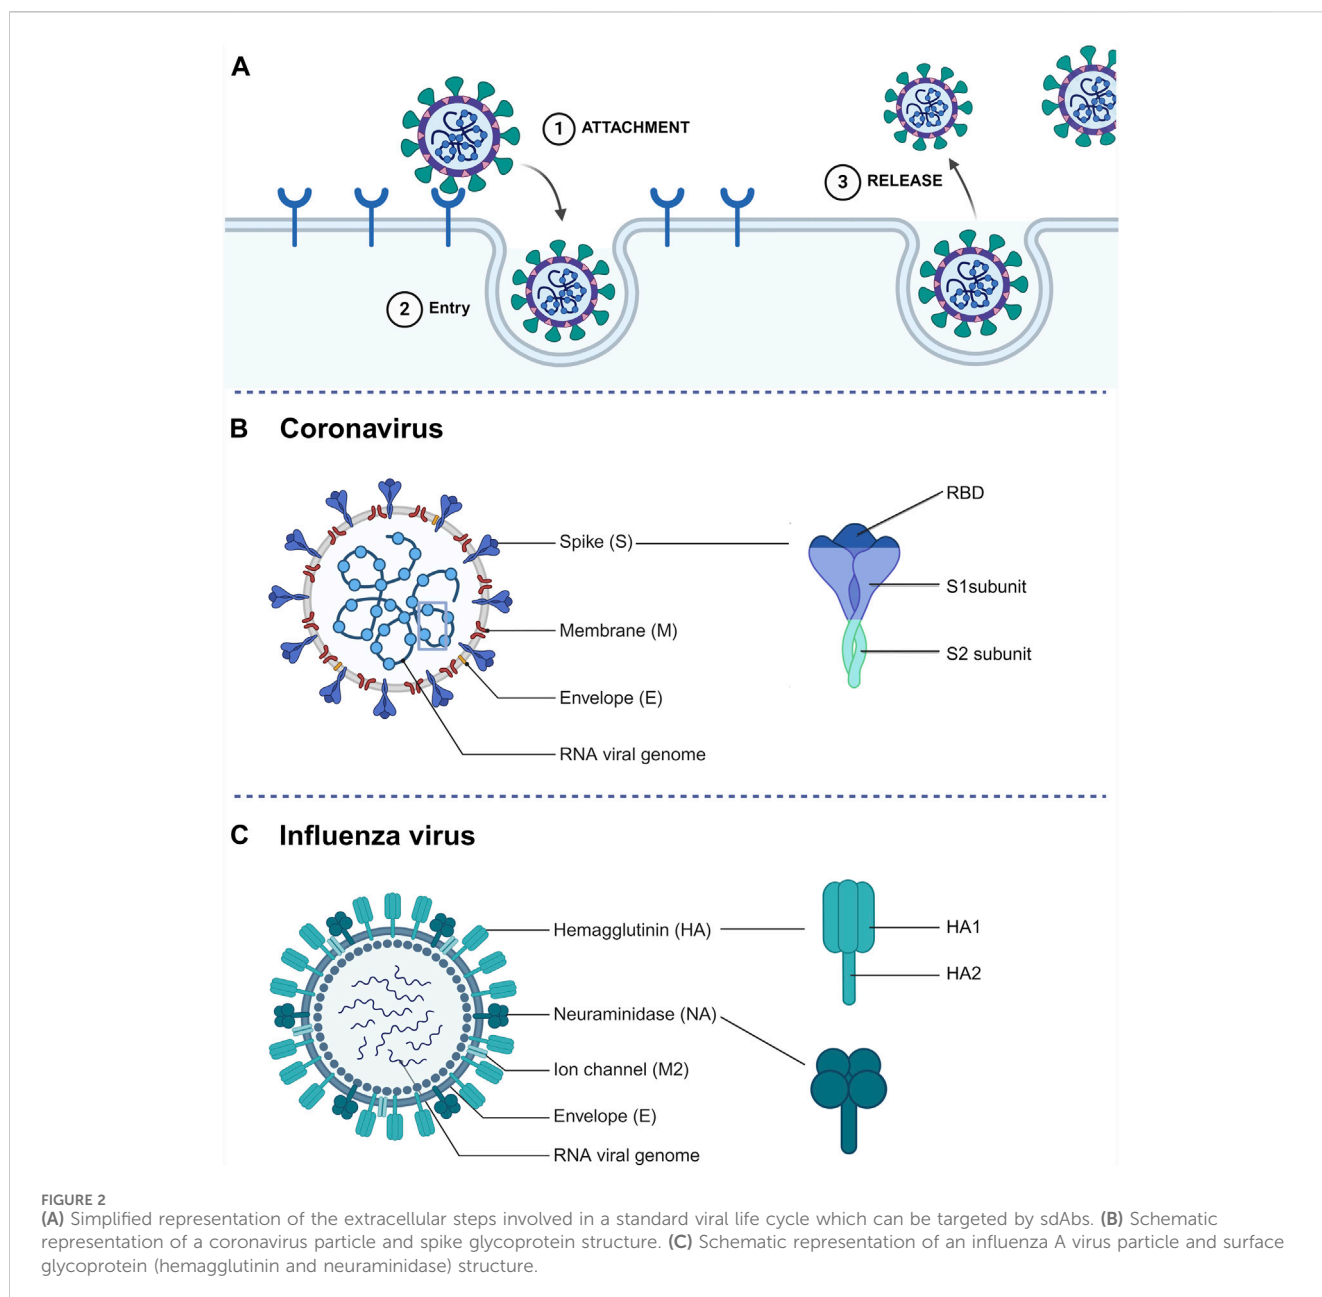 A
1 ATTACHMENT
3 RELEASE
2 Entry
B Coronavirus
RBD
Spike (S)
S1subunit
Membrane (M)
S2 subunit
Envelope (E)
RNA viral genome
C Influenza virus
Hemagglutinin (HA)
HA1
HA2
Neuraminidase (NA)
Ion channel (M2)
Envelope (E)
RNA viral genome
FIGURE 2
(A) Simplified representation of the extracellular steps involved in a standard viral life cycle which can be targeted by sdAbs. (B) Schematic
representation of a coronavirus particle and spike glycoprotein structure. (C) Schematic representation of an influenza A virus particle and surface
glycoprotein (hemagglutinin and neuraminidase) structure.